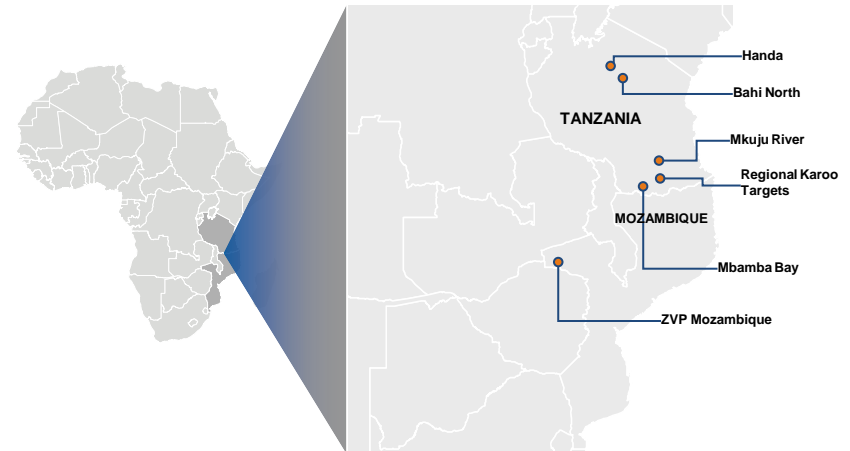 Handa
Bahi North
TANZANIA
Mkuju River
Regional Karoo
Targets
MOZAMBIQUE
Mbamba Bay
ZVP Mozambique